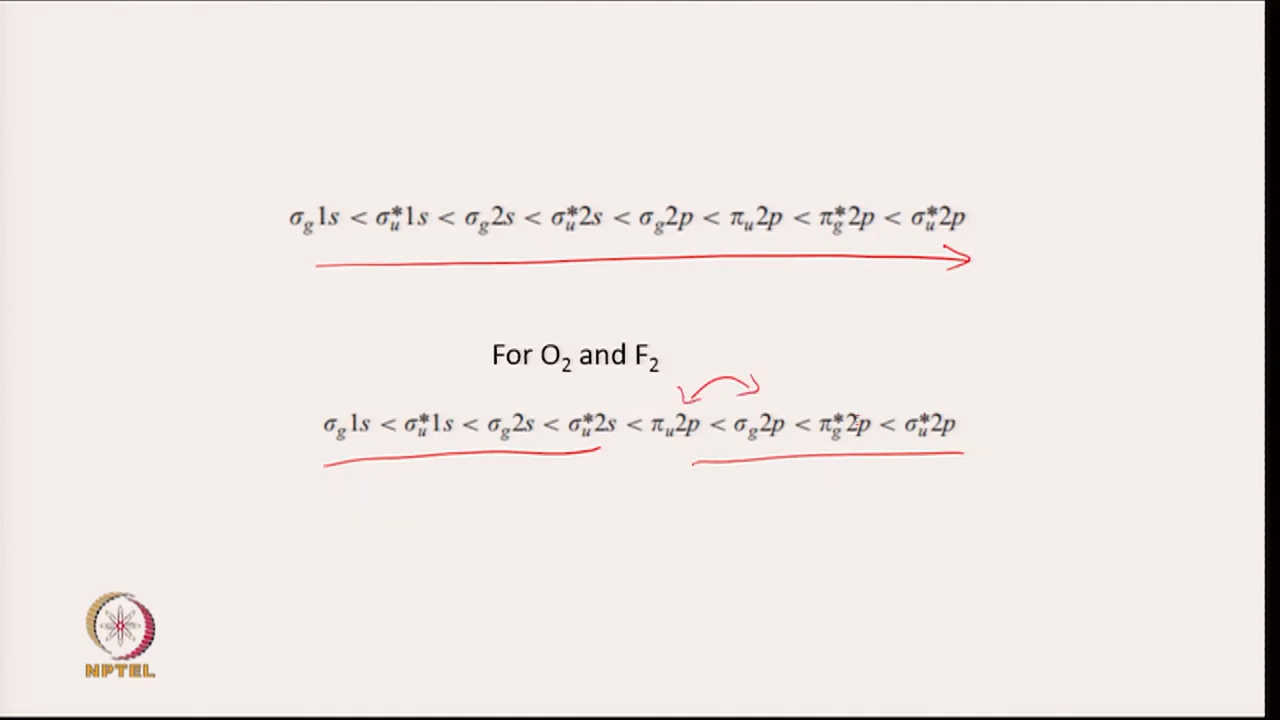 σg1s < σu*1s < σg2s < σu*2s < σg2p < πu2p < πg*2p < σu*2p
For O2 and F2
σg1s < σu*1s < σg2s < σu*2s < πu2p < σg2p < πg*2p < σu*2p
NPTEL